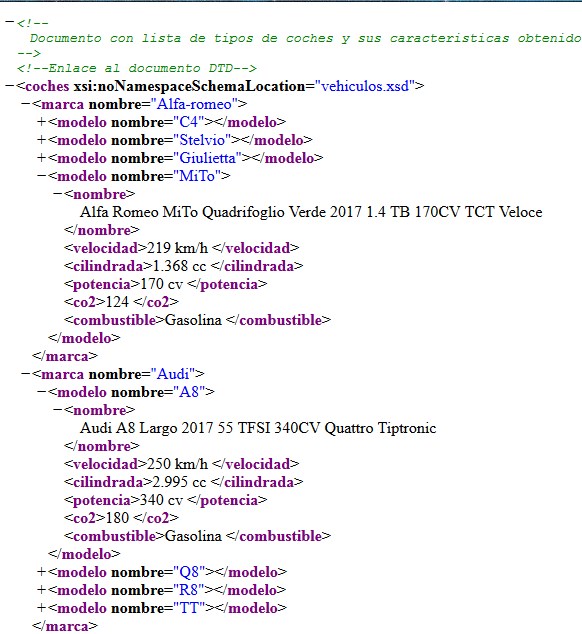 −<!--
Documento con lista de tipos de coches y sus caracteristicas obtenido
-->
<!--Enlace al documento DTD-->
−<coches xsi:noNamespaceSchemaLocation="vehiculos.xsd">
−<marca nombre="Alfa-romeo">
+<modelo nombre="C4"></modelo>
+<modelo nombre="Stelvio"></modelo>
+<modelo nombre="Giulietta"></modelo>
−<modelo nombre="MiTo">
−<nombre>
Alfa Romeo MiTo Quadrifoglio Verde 2017 1.4 TB 170CV TCT Veloce
</nombre>
<velocidad>219 km/h </velocidad>
<cilindrada>1.368 cc </cilindrada>
<potencia>170 cv </potencia>
<co2>124 </co2>
<combustible>Gasolina </combustible>
</modelo>
</marca>
−<marca nombre="Audi">
−<modelo nombre="A8">
−<nombre>
Audi A8 Largo 2017 55 TFSI 340CV Quattro Tiptronic
</nombre>
<velocidad>250 km/h </velocidad>
<cilindrada>2.995 cc </cilindrada>
<potencia>340 cv </potencia>
<co2>180 </co2>
<combustible>Gasolina </combustible>
</modelo>
+<modelo nombre="Q8"></modelo>
+<modelo nombre="R8"></modelo>
+<modelo nombre="TT"></modelo>
</marca>